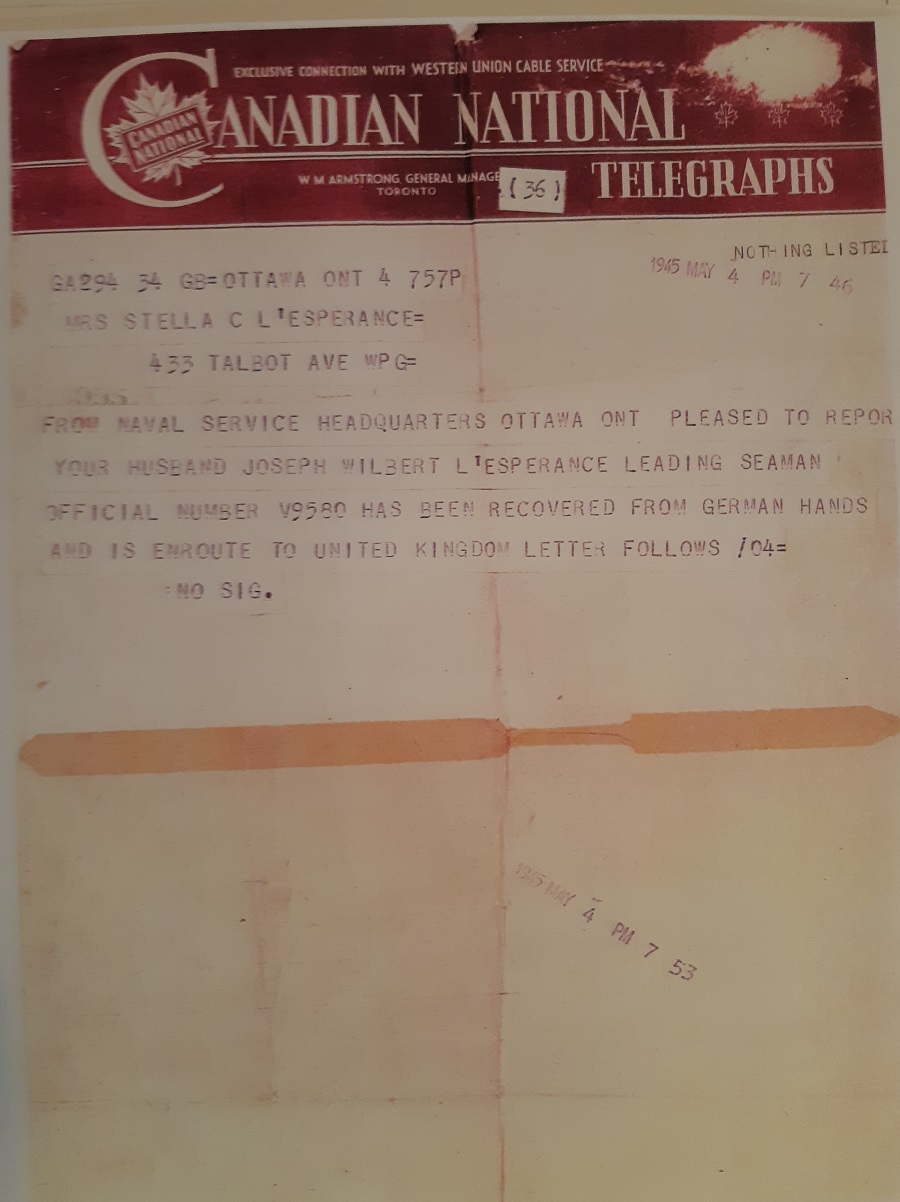 EXCLUSIVE CONNECTION WITH WESTERN UNION CABLE SERVICE
CANADIAN NATIONAL
CANADIAN NATIONAL
TELEGRAPHS
W M ARMSTRONG, GENERAL MANAGE
TORONTO
(36)
NOTHING LISTED
1945 MAY 4 PM 7 46
GA294 34 GB=OTTAWA ONT 4 757P
MRS STELLA C L'ESPERANCE=
433 TALBOT AVE WPG=
FROM NAVAL SERVICE HEADQUARTERS OTTAWA ONT PLEASED TO REPOR
YOUR HUSBAND JOSEPH WILBERT L'ESPERANCE LEADING SEAMAN
OFFICIAL NUMBER V9580 HAS BEEN RECOVERED FROM GERMAN HANDS
AND IS ENROUTE TO UNITED KINGDOM LETTER FOLLOWS /04=
:NO SIG.
1945 MAY 4 PM 7 53